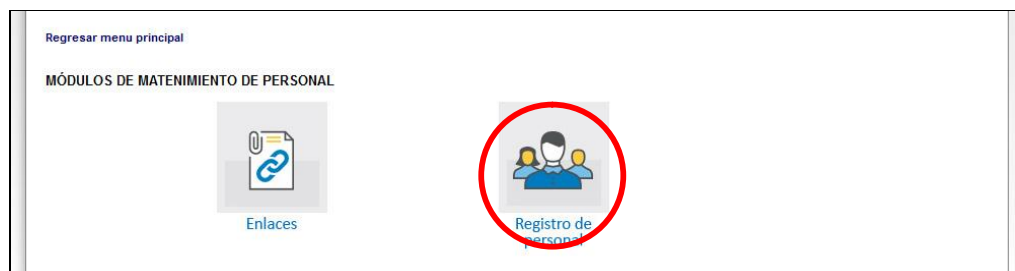 Regresar menu principal
MÓDULOS DE MATENIMIENTO DE PERSONAL
Enlaces
Registro de
personal